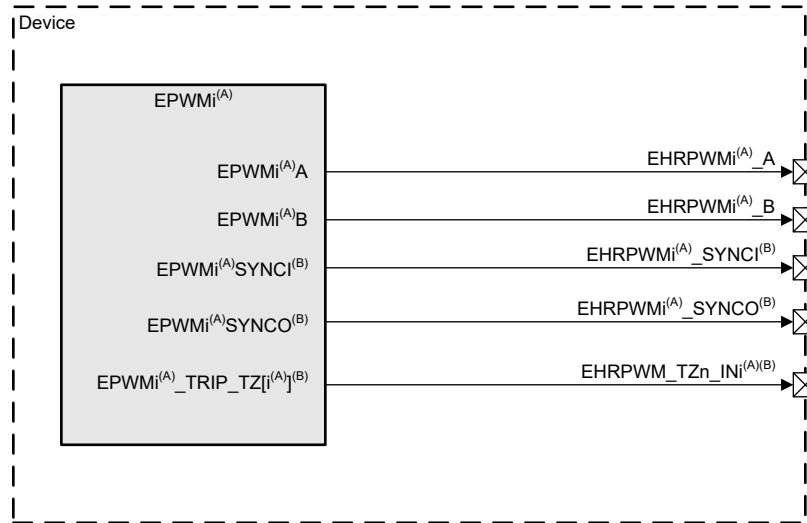 Device
EPWMi(A)
EPWMi(A)A
EHRPWMi(A)_A
EPWMi(A)B
EHRPWMi(A)_B
EPWMi(A)SYNCI(B)
EHRPWMi(A)_SYNCI(B)
EPWMi(A)SYNCO(B)
EHRPWMi(A)_SYNCO(B)
EPWMi(A)_TRIP_TZ[i(A)](B)
EHRPWM_TZn_INi(A)(B)